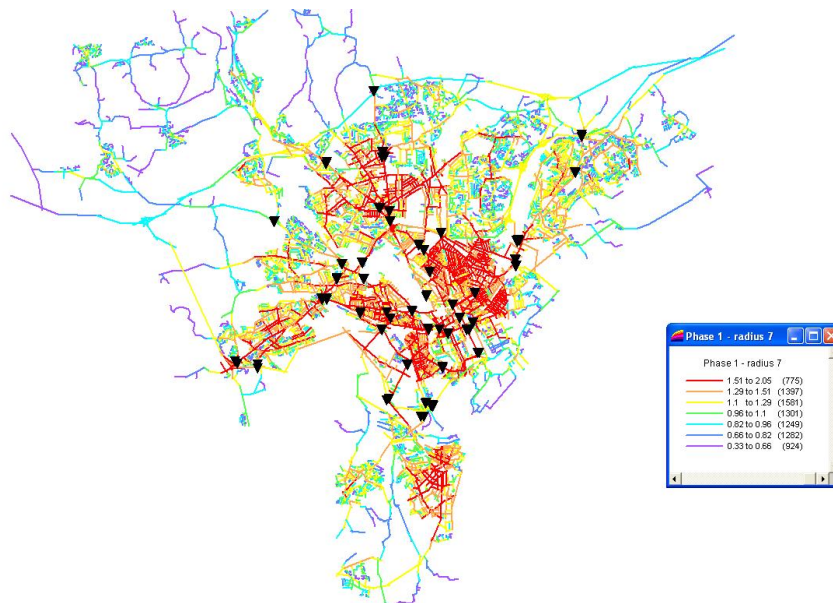 Phase 1 - radius 7
Phase 1 - radius 7
1.51 to 2.05 (775)
1.29 to 1.51 (1397)
1.1 to 1.29 (1581)
0.96 to 1.1 (1301)
0.82 to 0.96 (1249)
0.66 to 0.82 (1282)
0.33 to 0.66 (924)